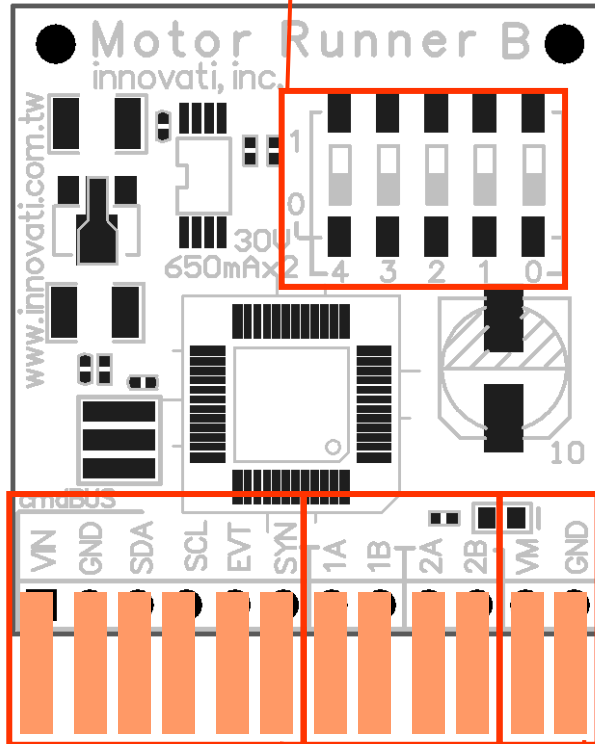 Motor Runner B
innovati, inc.
www.innovati.com.tw
1
0
30V
650mAx2
4 3 2 1 0
10
cmdBUS
VIN GND SDA SCL EVT SYN 1A 1B 2A 2B VM GND